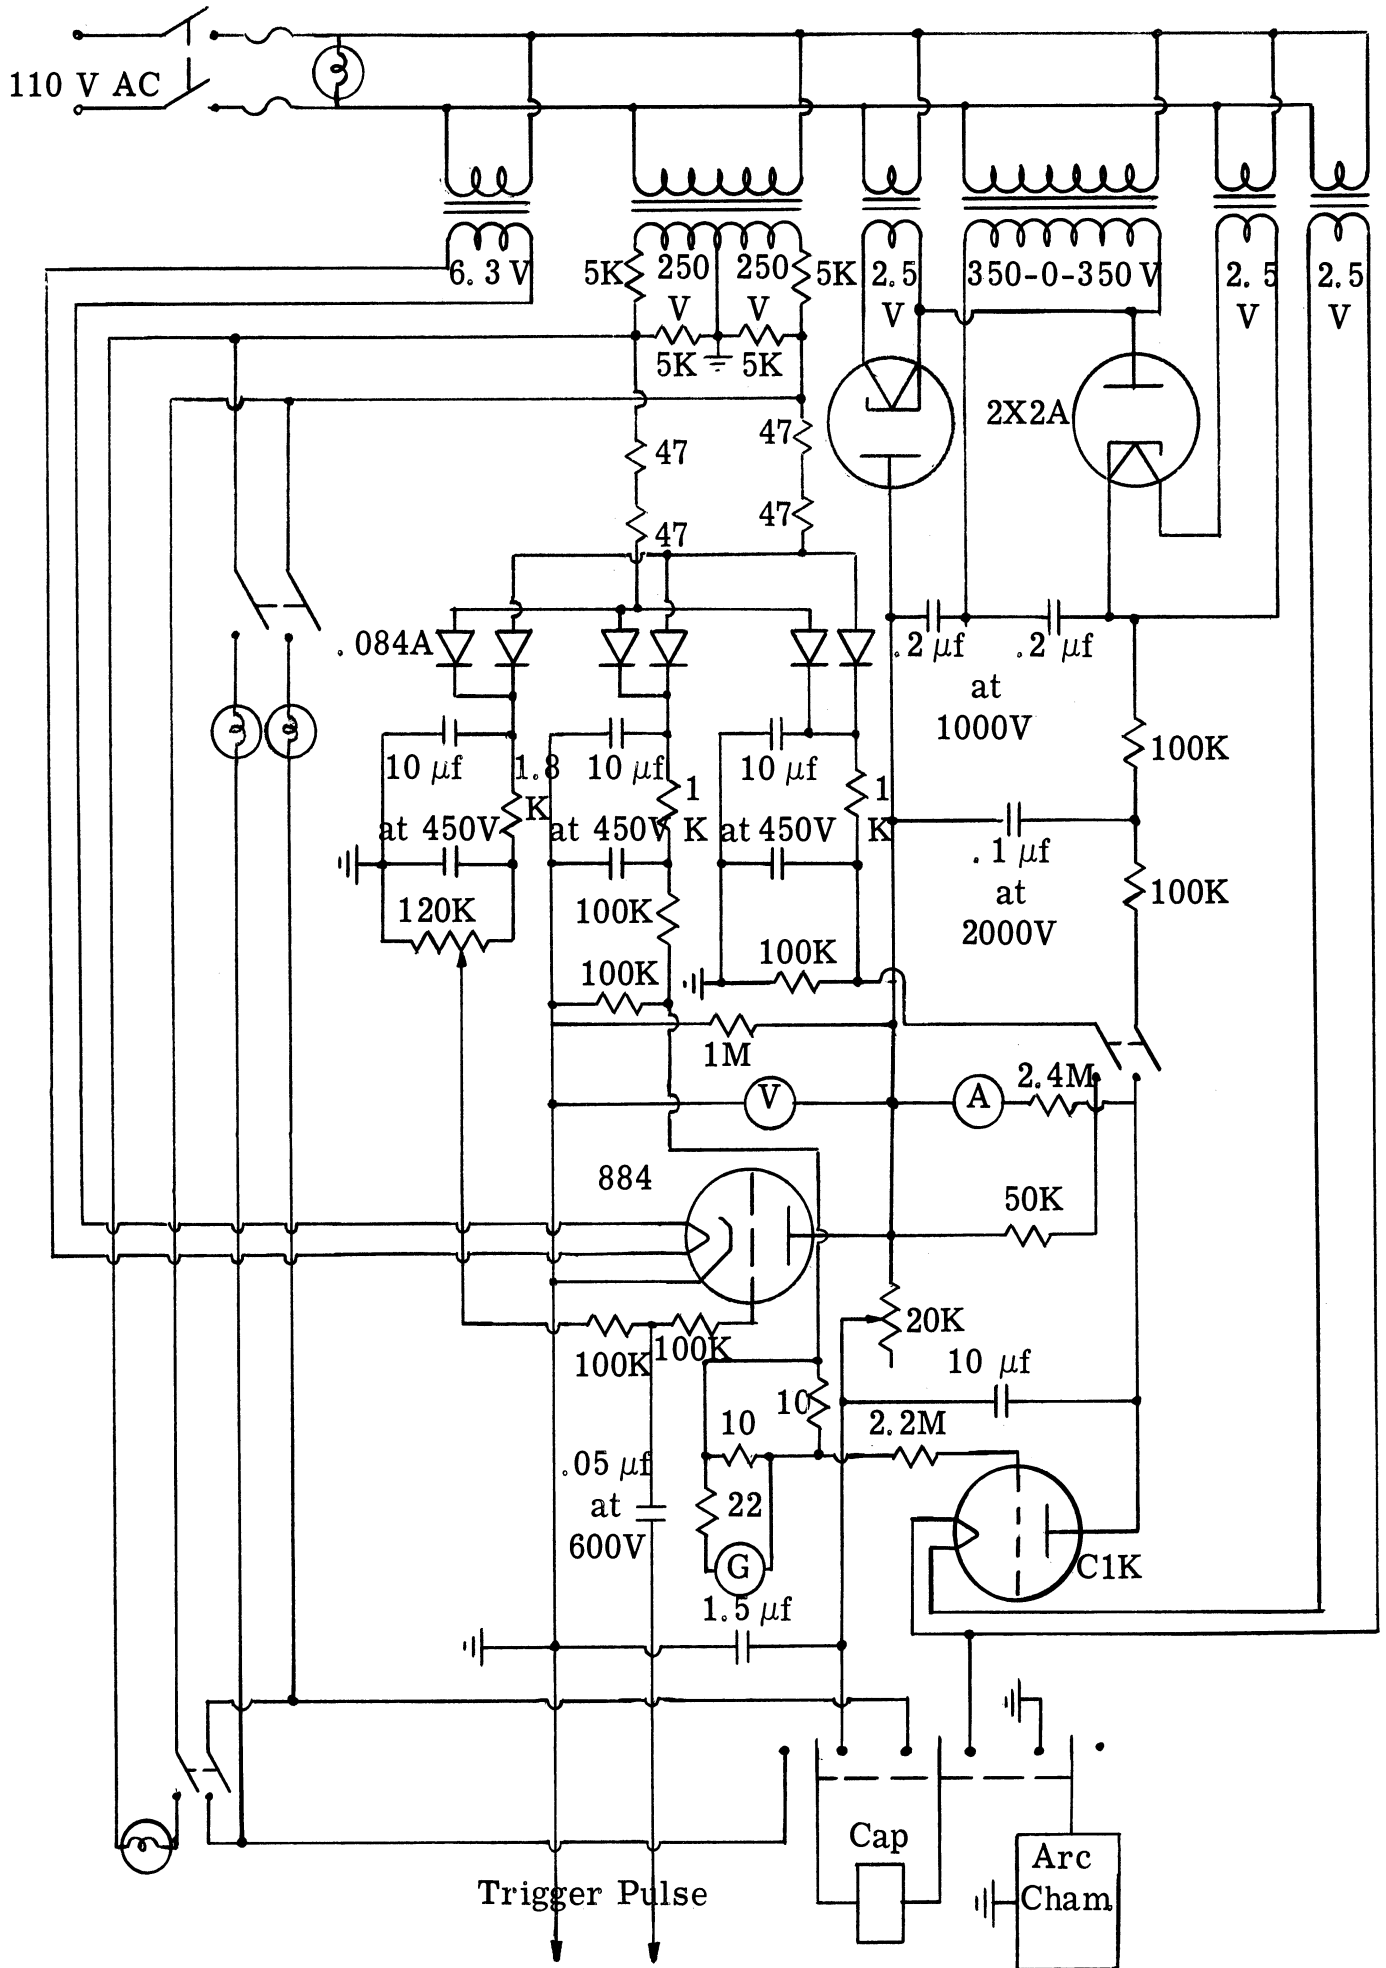 110 V AC
6.3 V
5K
250
V
250
V
5K
2.5
V
350-0-350 V
2.5
V
2.5
V
5K
5K
2X2A
47
47
47
47
.084A
.2 μf
.2 μf
at
1000V
10 μf
1.8
K
10 μf
1
K
10 μf
1
K
100K
at 450V
at 450V
at 450V
.1 μf
at
2000V
100K
120K
100K
100K
100K
1M
2.4M
V
A
884
50K
20K
100K
100K
10 μf
10
10
2.2M
.05 μf
at
600V
22
G
C1K
1.5 μf
Cap
Arc
Cham
Trigger Pulse